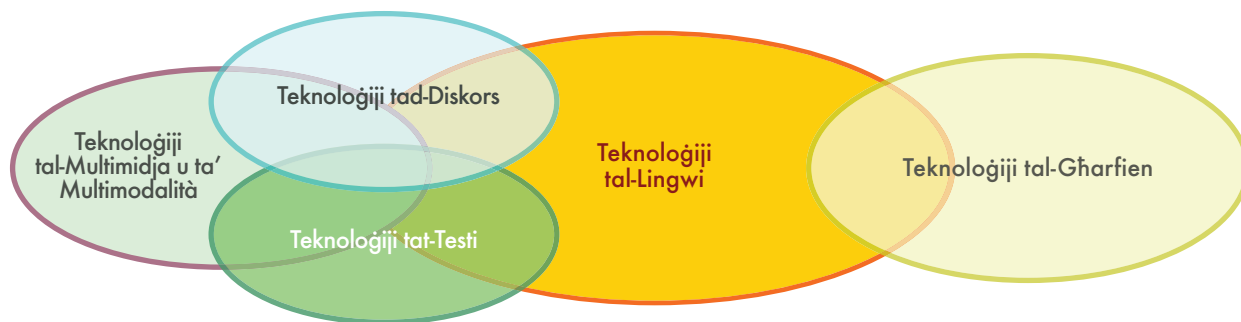 Teknoloġiji tad-Diskors
Teknoloġiji
tal-Multimidja u ta’
Multimodalità
Teknoloġiji tat-Testi
Teknoloġiji
tal-Lingwi
Teknoloġiji tal-Għarfien